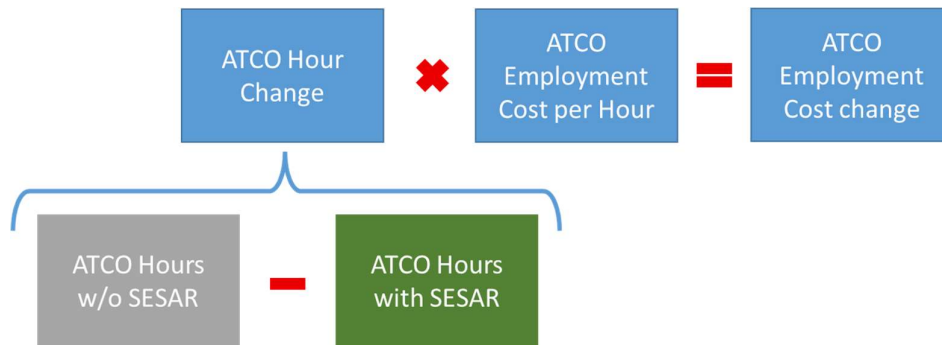 ATCO Hour
Change
ATCO
Employment
Cost per Hour
ATCO
Employment
Cost change
ATCO Hours
w/o SESAR
ATCO Hours
with SESAR